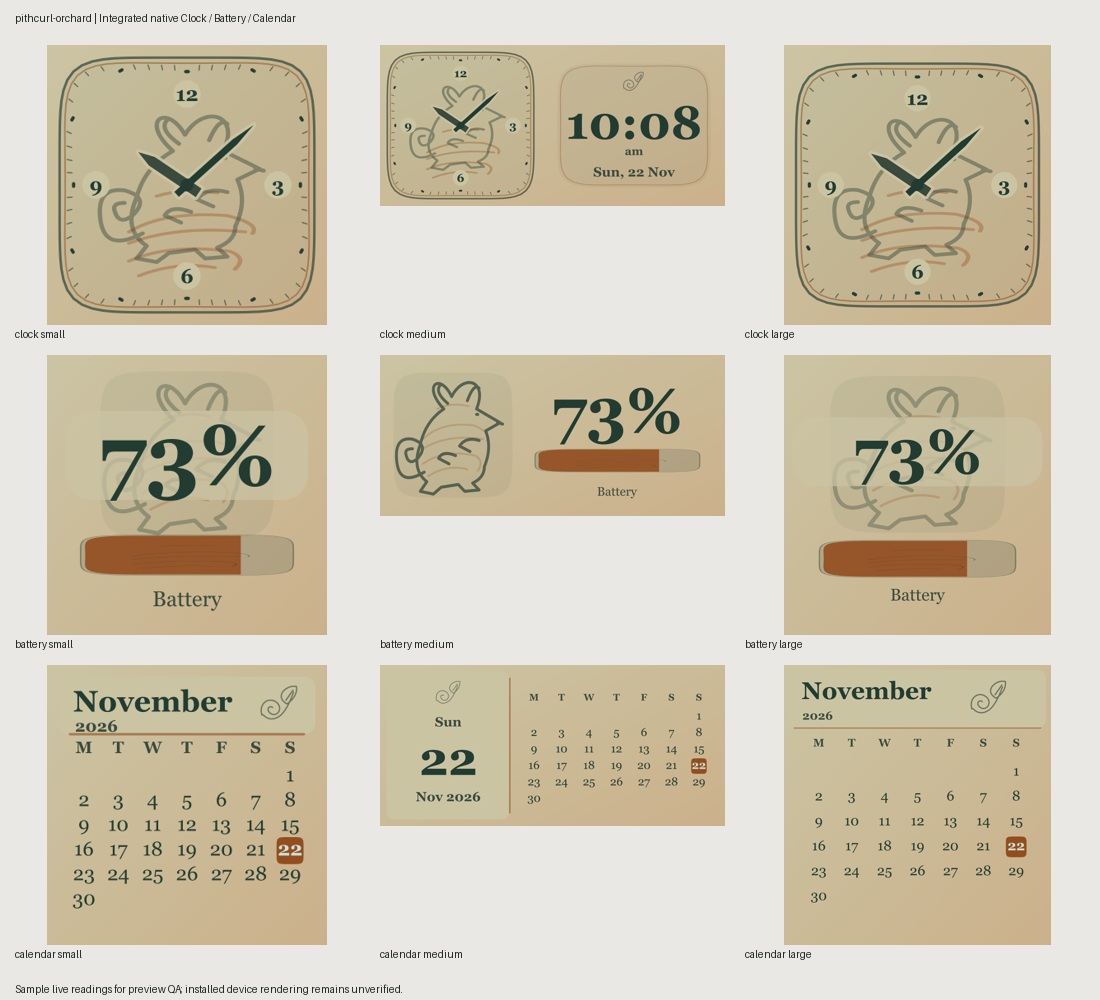 pithcurl-orchard | Integrated native Clock / Battery / Calendar
12
9
3
6
clock small
12
9
3
6
10:08
am
Sun, 22 Nov
clock medium
12
9
3
6
clock large
73%
Battery
battery small
73%
Battery
battery medium
73%
Battery
battery large
November
2026
M T W T F S S
1
2 3 4 5 6 7 8
9 10 11 12 13 14 15
16 17 18 19 20 21 22
23 24 25 26 27 28 29
30
calendar small
Sun
22
Nov 2026
M T W T F S S
1
2 3 4 5 6 7 8
9 10 11 12 13 14 15
16 17 18 19 20 21 22
23 24 25 26 27 28 29
30
calendar medium
November
2026
M T W T F S S
1
2 3 4 5 6 7 8
9 10 11 12 13 14 15
16 17 18 19 20 21 22
23 24 25 26 27 28 29
30
calendar large
Sample live readings for preview QA; installed device rendering remains unverified.